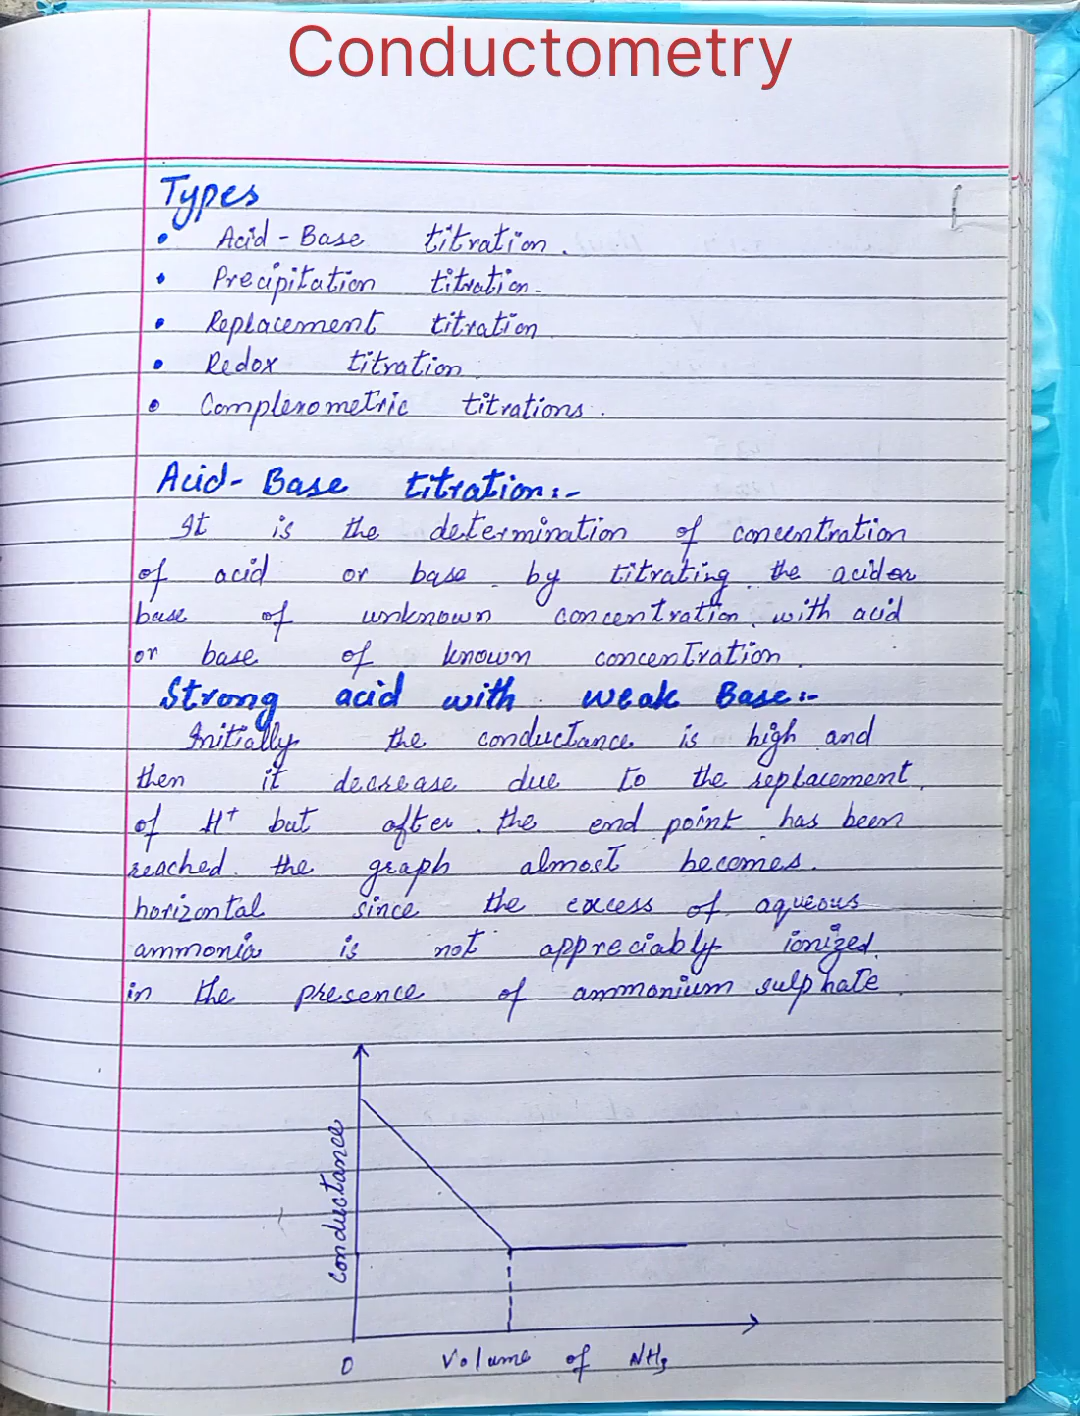 Conductometry
Types
• Acid-Base titration.
• Precipitation titration.
• Replacement titration
• Redox titration
• Complexometric titrations.
Acid-Base titration:-
It is the determination of concentration
of acid or base by titrating the acid or
base of unknown concentration with acid
or base of known concentration.
Strong acid with weak Base:-
Initially the conductance is high and
then it decrease due to the replacement
of H⁺ but after the end point has been
reached the graph almost becomes
horizontal since the excess of aqueous
ammonia is not appreciably ionized
in the presence of ammonium sulphate.
Conductance
0 Volume of NH₃